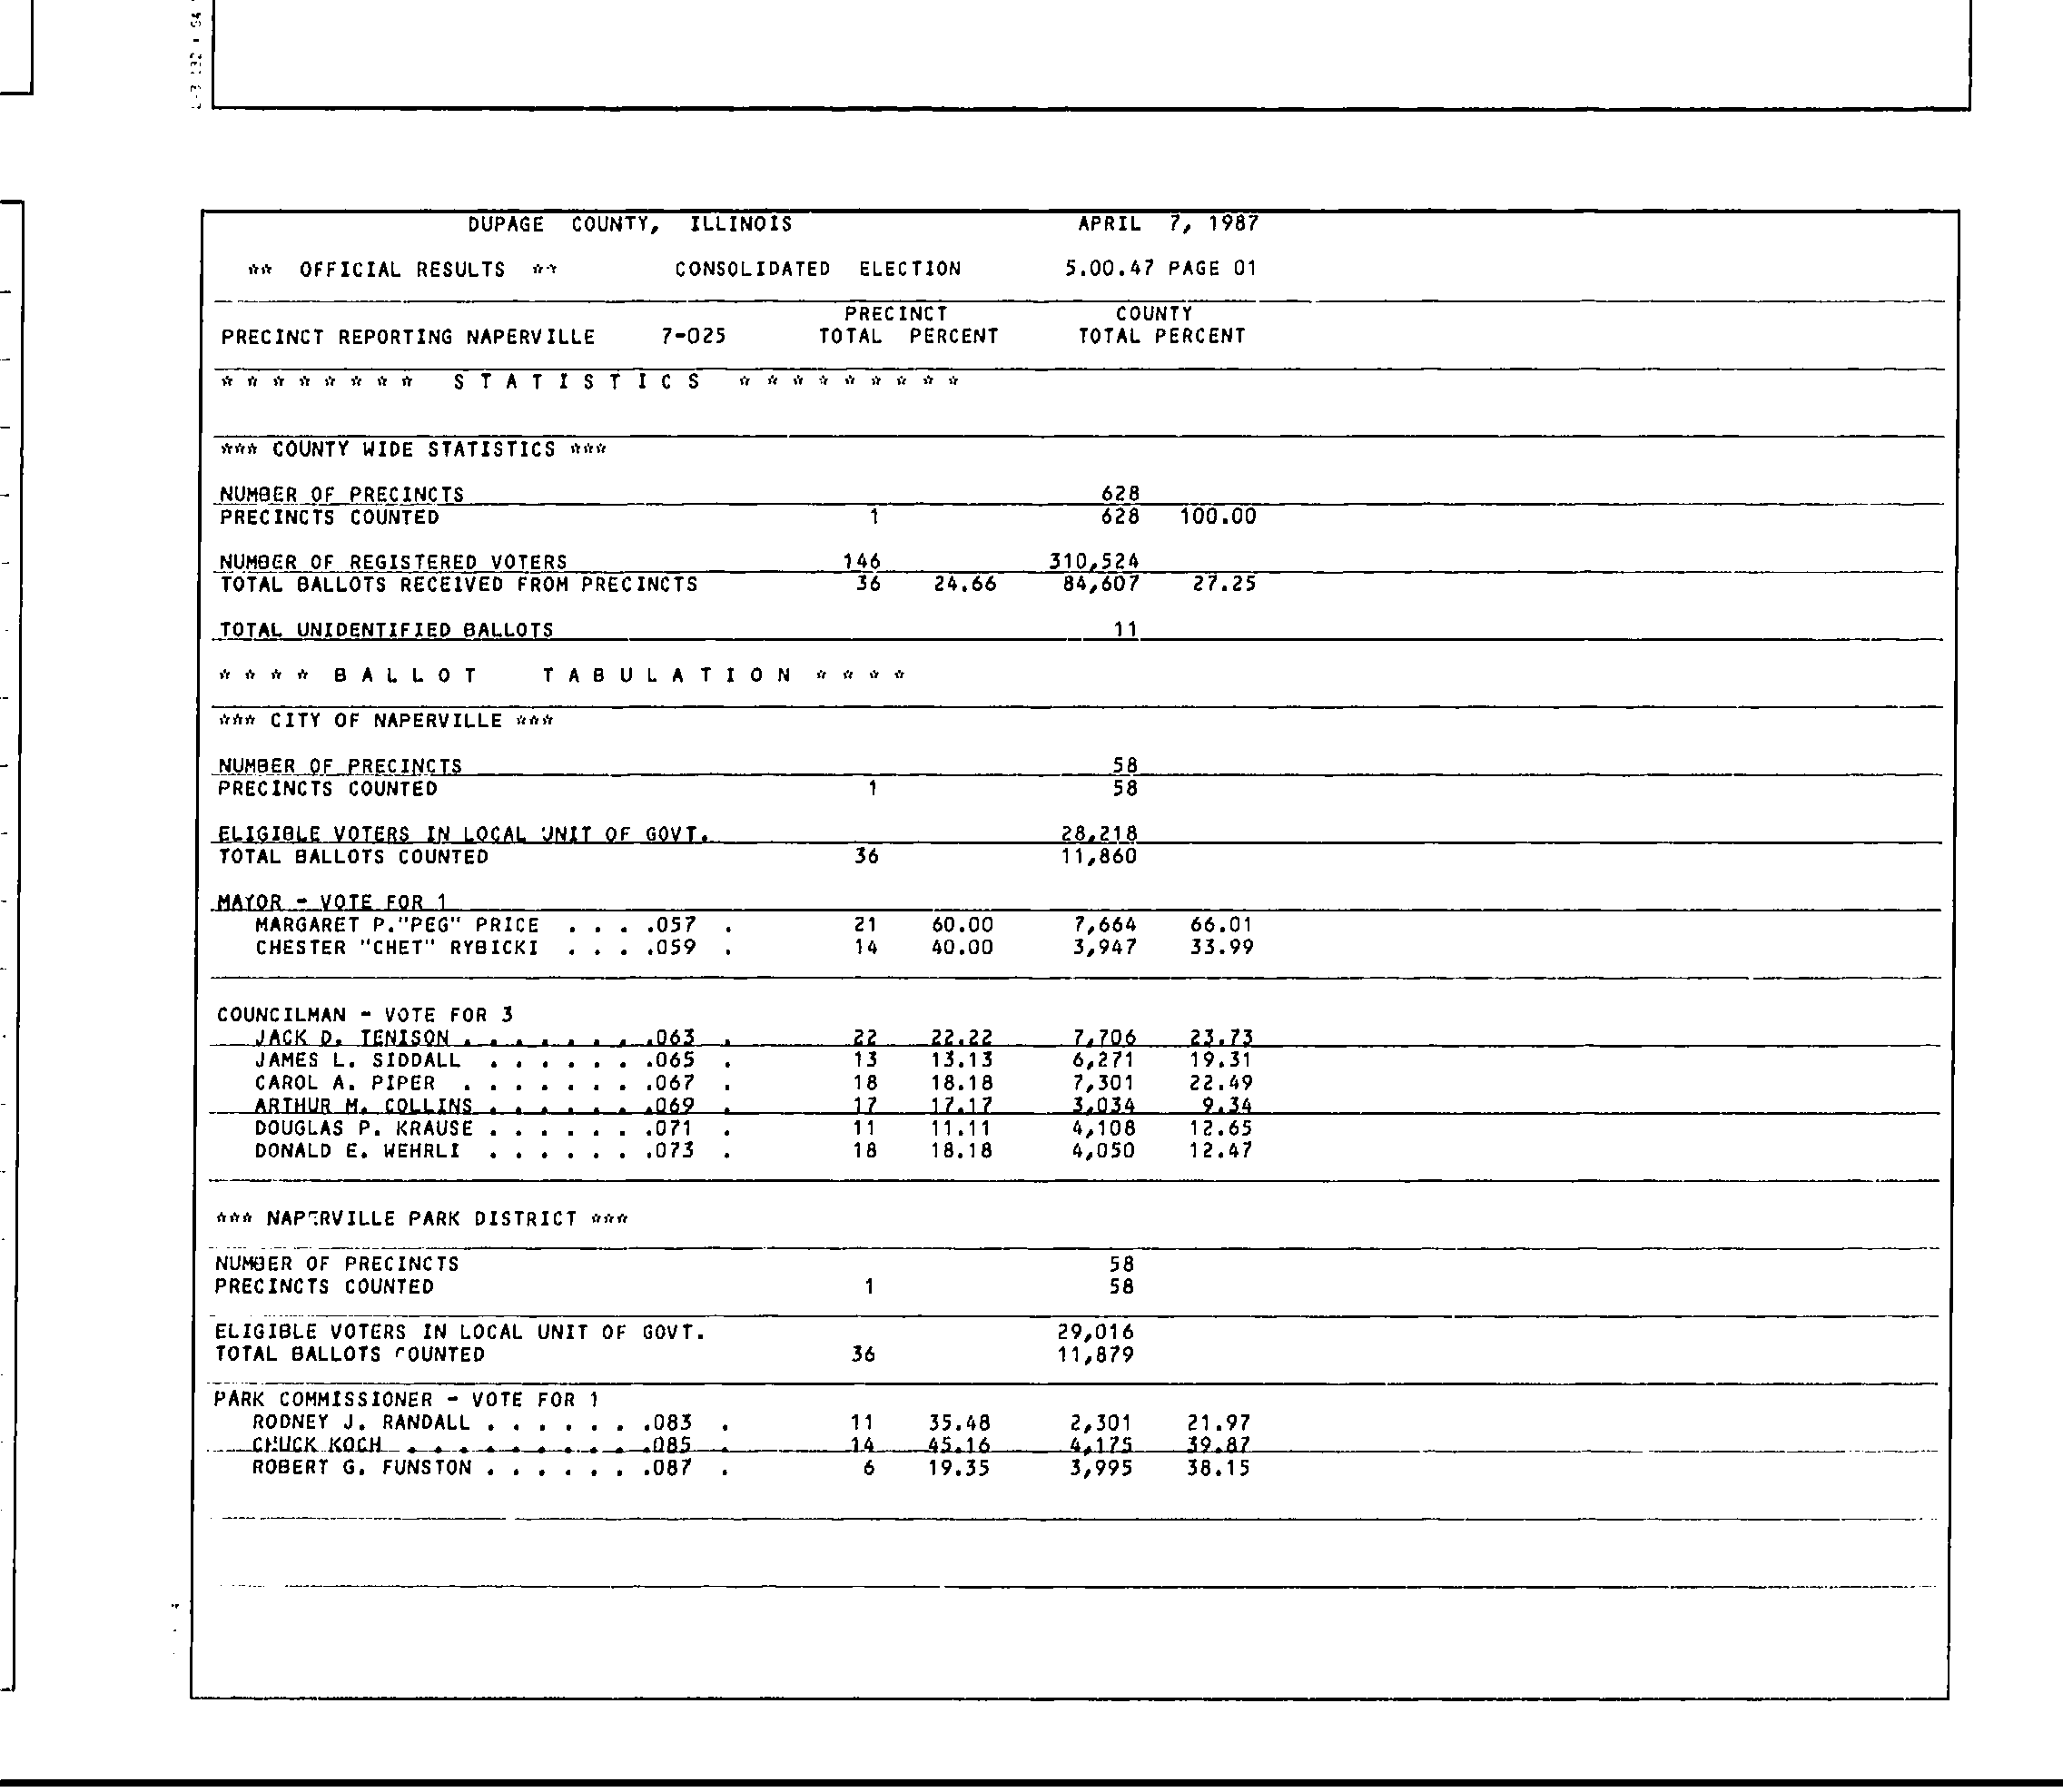 DUPAGE COUNTY, ILLINOIS APRIL 7, 1987
** OFFICIAL RESULTS ** CONSOLIDATED ELECTION 5.00.47 PAGE 01
PRECINCT COUNTY
PRECINCT REPORTING NAPERVILLE 7-025 TOTAL PERCENT TOTAL PERCENT
* * * * * * * * S T A T I S T I C S * * * * * * * * *
*** COUNTY WIDE STATISTICS ***
NUMBER OF PRECINCTS 628
PRECINCTS COUNTED 1 628 100.00
NUMBER OF REGISTERED VOTERS 146 310,524
TOTAL BALLOTS RECEIVED FROM PRECINCTS 36 24.66 84,607 27.25
TOTAL UNIDENTIFIED BALLOTS 11
* * * * B A L L O T T A B U L A T I O N * * * *
*** CITY OF NAPERVILLE ***
NUMBER OF PRECINCTS 58
PRECINCTS COUNTED 1 58
ELIGIBLE VOTERS IN LOCAL UNIT OF GOVT. 28,218
TOTAL BALLOTS COUNTED 36 11,860
MAYOR - VOTE FOR 1
MARGARET P."PEG" PRICE . . . .057 . 21 60.00 7,664 66.01
CHESTER "CHET" RYBICKI . . . .059 . 14 40.00 3,947 33.99
COUNCILMAN - VOTE FOR 3
JACK D. TENISON . . . . . . . .063 . 22 22.22 7,706 23.73
JAMES L. SIDDALL . . . . . . .065 . 13 13.13 6,271 19.31
CAROL A. PIPER . . . . . . . .067 . 18 18.18 7,301 22.49
ARTHUR M. COLLINS . . . . . . .069 . 17 17.17 3,034 9.34
DOUGLAS P. KRAUSE . . . . . . .071 . 11 11.11 4,108 12.65
DONALD E. WEHRLI . . . . . . .073 . 18 18.18 4,050 12.47
*** NAPERVILLE PARK DISTRICT ***
NUMBER OF PRECINCTS 58
PRECINCTS COUNTED 1 58
ELIGIBLE VOTERS IN LOCAL UNIT OF GOVT. 29,016
TOTAL BALLOTS COUNTED 36 11,879
PARK COMMISSIONER - VOTE FOR 1
RODNEY J. RANDALL . . . . . . .083 . 11 35.48 2,301 21.97
CHUCK KOCH . . . . . . . . . .085 . 14 45.16 4,175 39.87
ROBERT G. FUNSTON . . . . . . .087 . 6 19.35 3,995 38.15